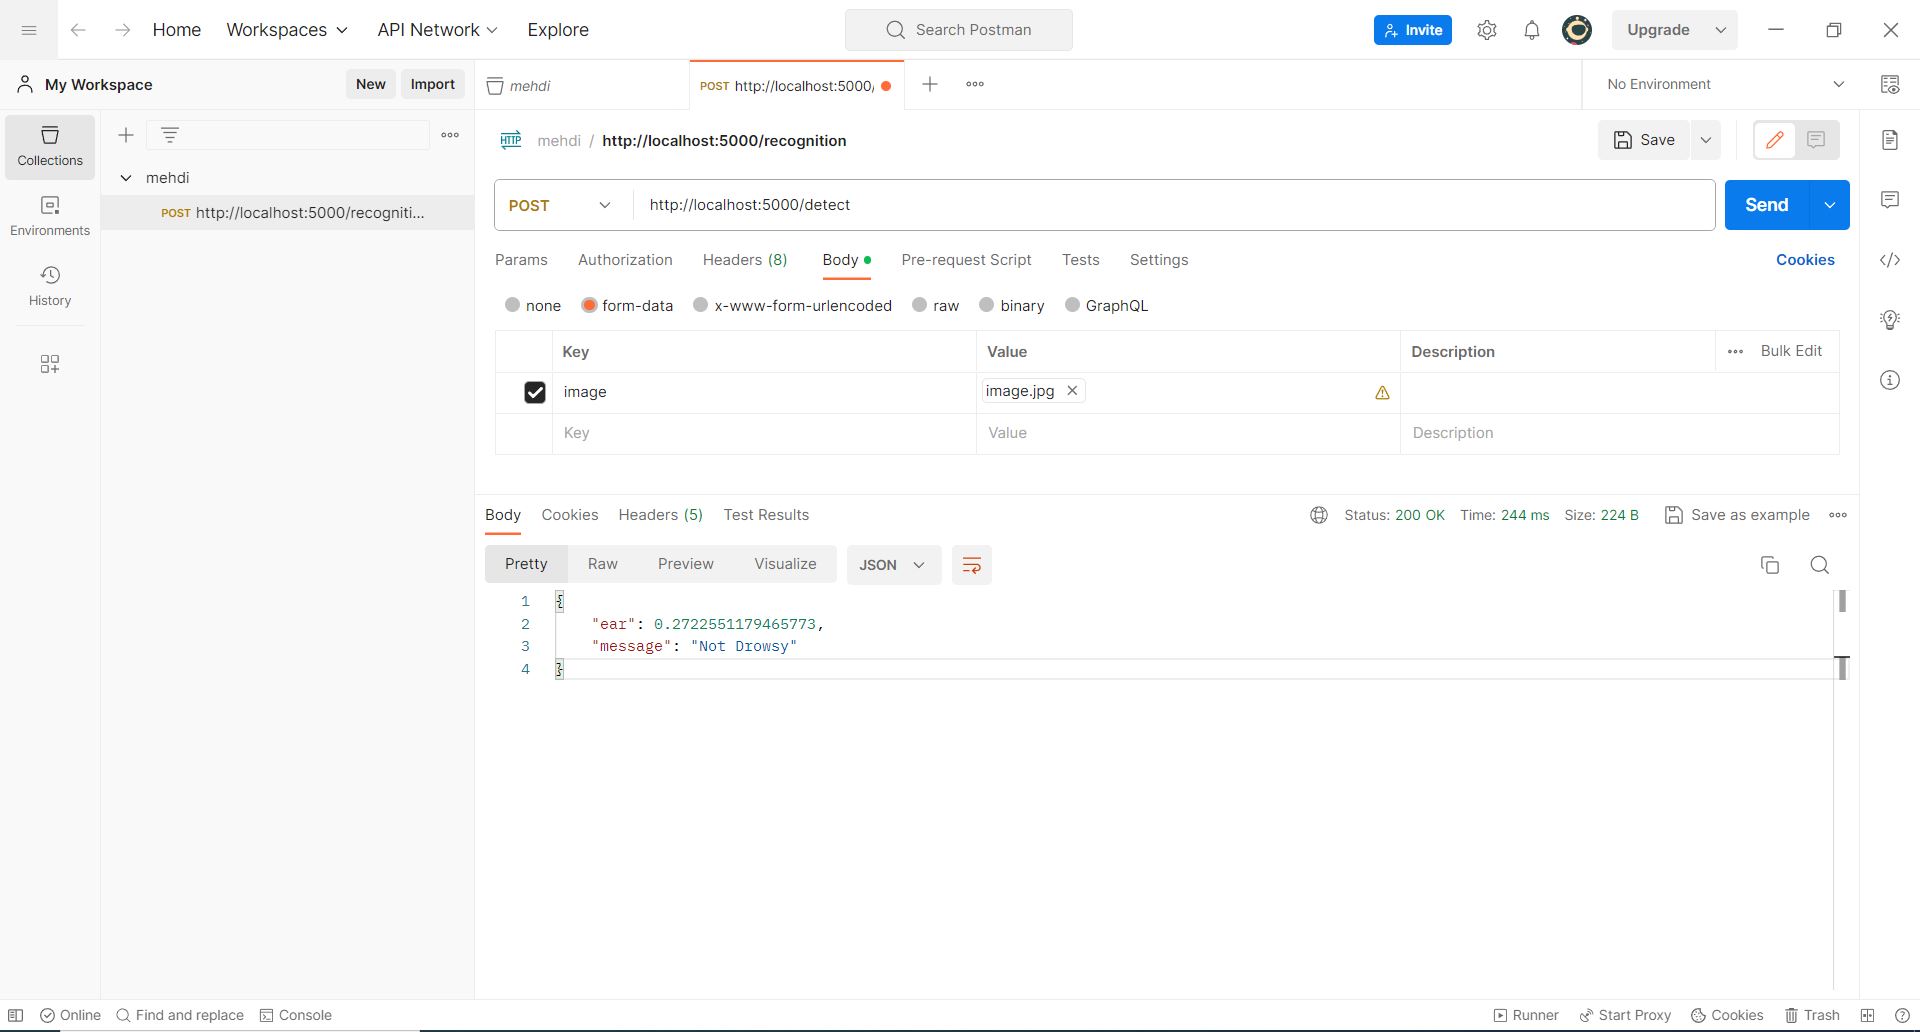 Home Workspaces API Network Explore Search Postman Invite Upgrade
My Workspace New Import mehdi POST http://localhost:5000/ No Environment
Collections
mehdi / http://localhost:5000/recognition Save
mehdi
POST http://localhost:5000/recogniti...
Environments
History
POST http://localhost:5000/detect Send
Params Authorization Headers (8) Body Pre-request Script Tests Settings Cookies
none form-data x-www-form-urlencoded raw binary GraphQL
Key Value Description Bulk Edit
image image.jpg
Key Value Description
Body Cookies Headers (5) Test Results Status: 200 OK Time: 244 ms Size: 224 B Save as example
Pretty Raw Preview Visualize JSON
1 {
2 "ear": 0.2722551179465773,
3 "message": "Not Drowsy"
4 }
Online Find and replace Console Runner Start Proxy Cookies Trash